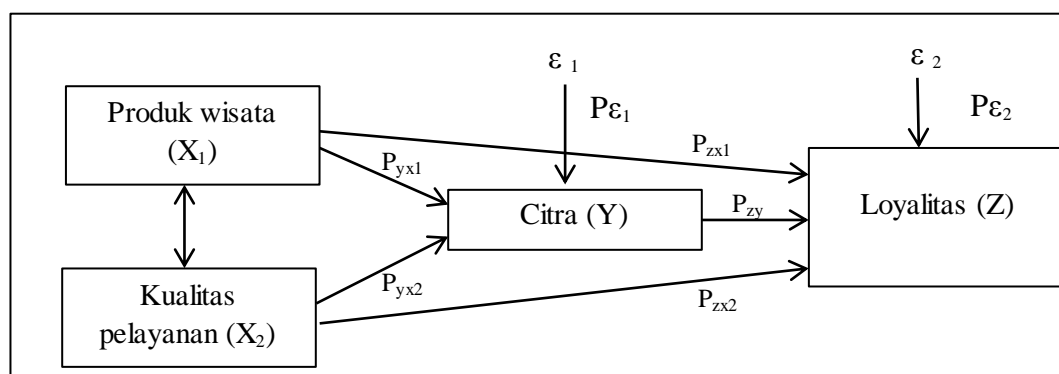 ε 1
ε 2
Pε1
Pε2
Produk wisata
(X1)
Pzx1
Pyx1
Citra (Y)
Pzy
Loyalitas (Z)
Pyx2
Pzx2
Kualitas
pelayanan (X2)